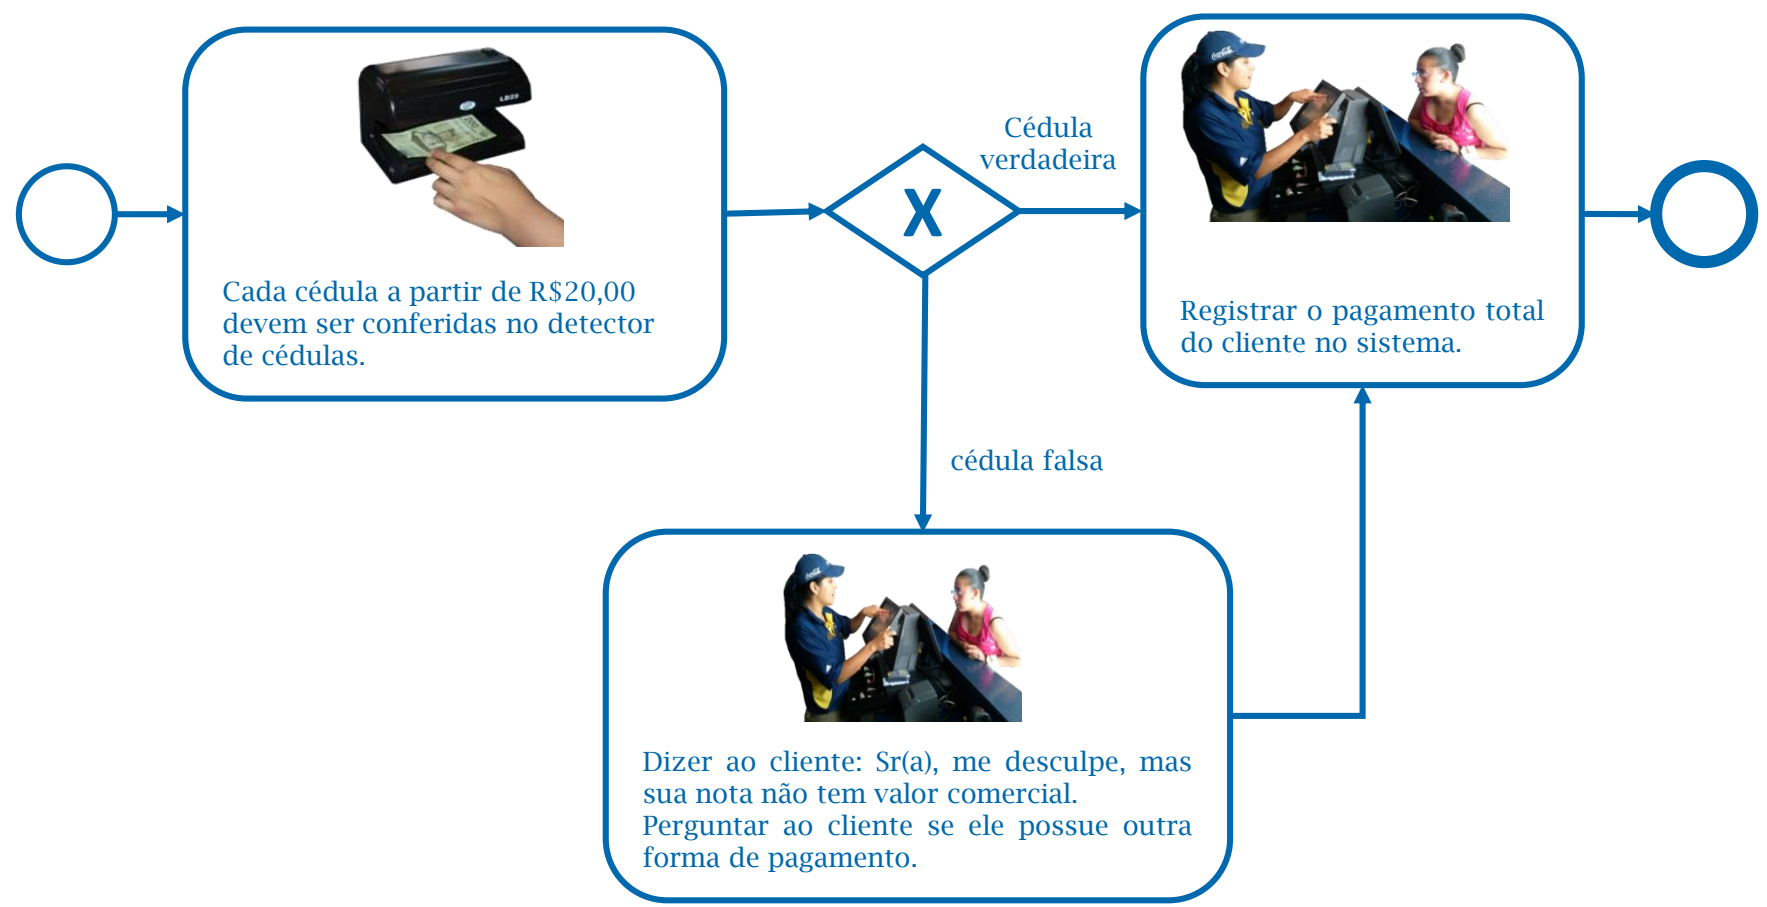 Cada cédula a partir de R$20,00
devem ser conferidas no detector
de cédulas.
X
Cédula
verdadeira
Registrar o pagamento total
do cliente no sistema.
cédula falsa
Dizer ao cliente: Sr(a), me desculpe, mas
sua nota não tem valor comercial.
Perguntar ao cliente se ele possue outra
forma de pagamento.